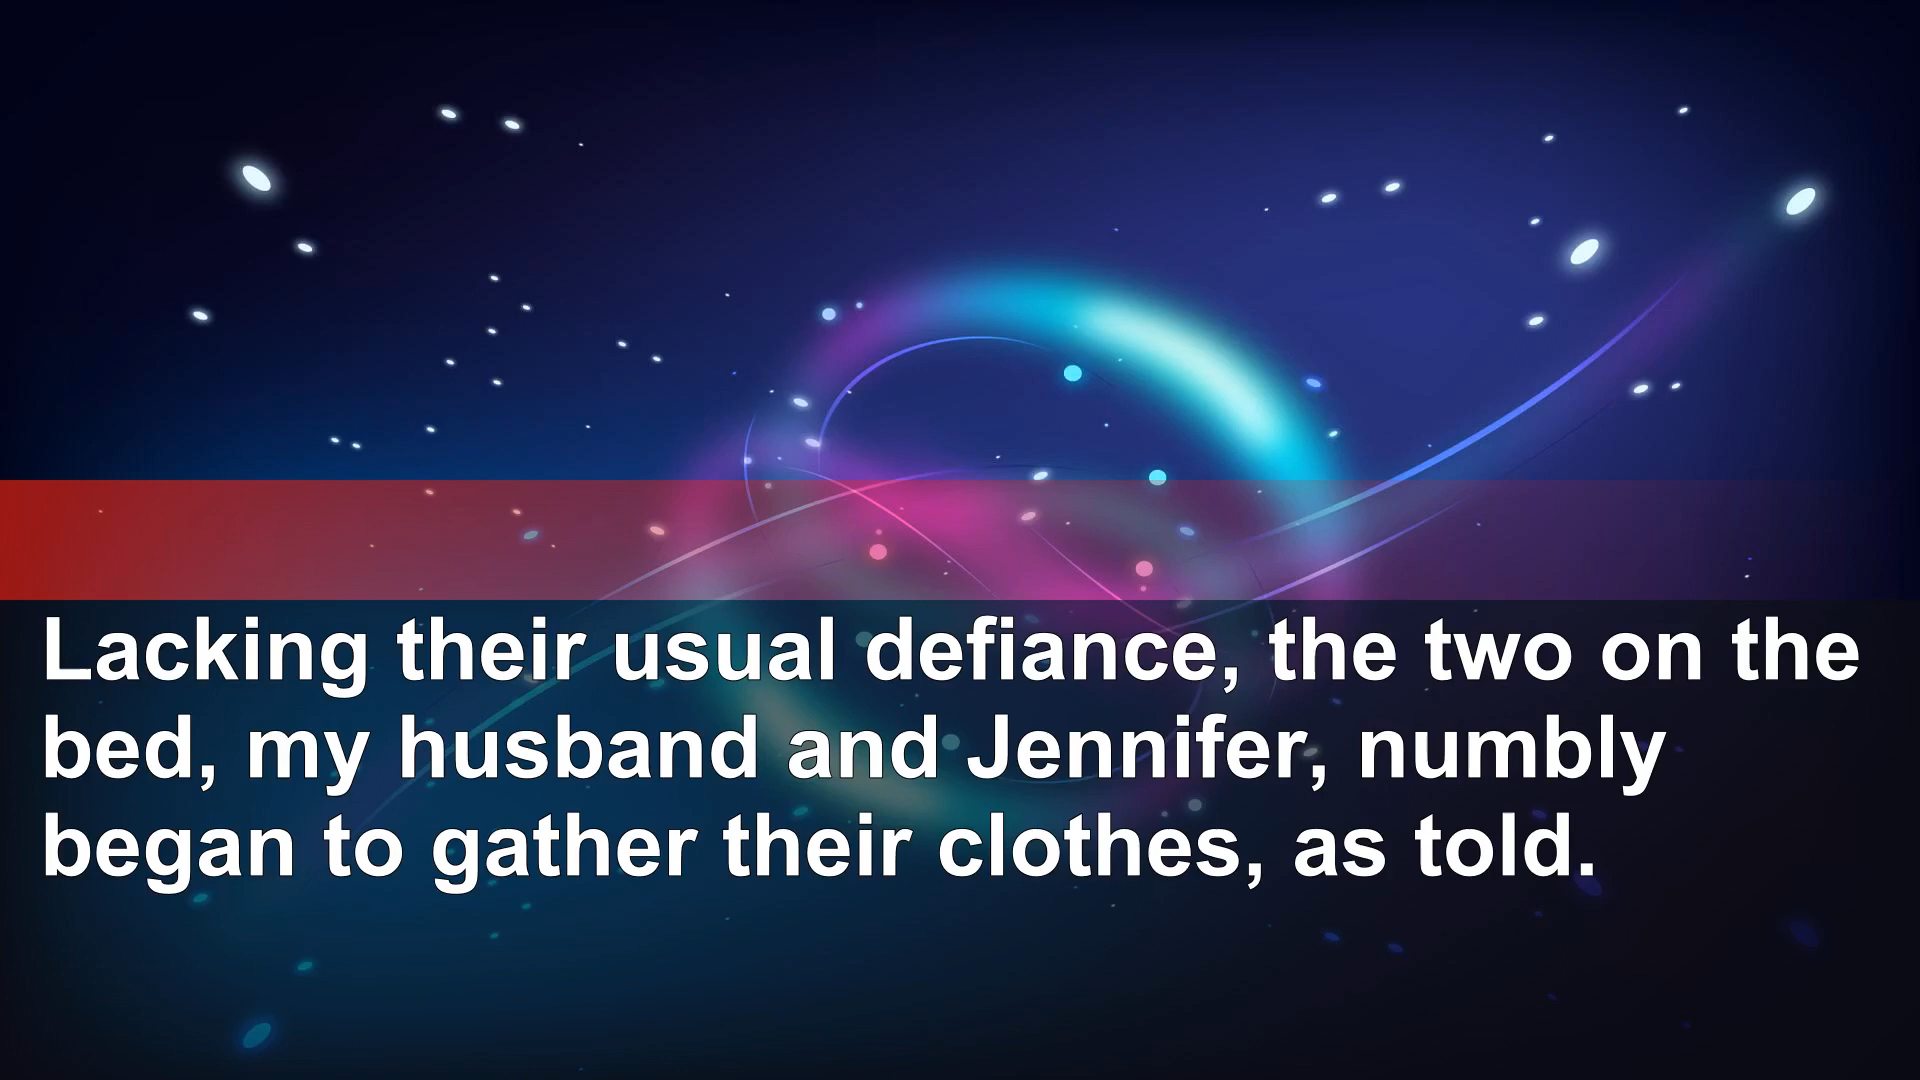 Lacking their usual defiance, the two on the
bed, my husband and Jennifer, numbly
began to gather their clothes, as told.